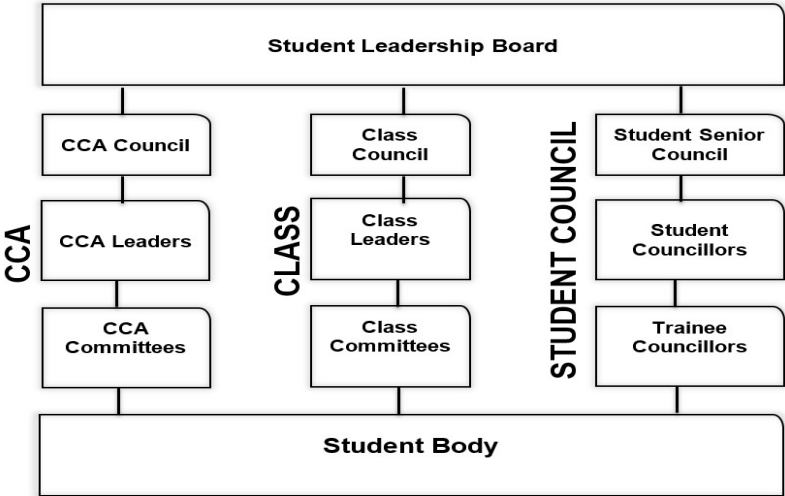 Student Leadership Board
CCA
CCA Council
CCA Leaders
CCA
Committees
CLASS
Class
Council
Class
Leaders
Class
Committees
STUDENT COUNCIL
Student Senior
Council
Student
Councillors
Trainee
Councillors
Student Body